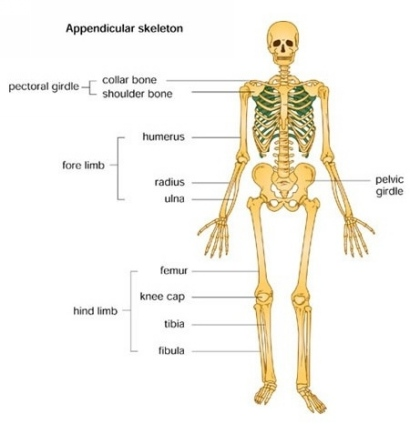 Appendicular skeleton
pectoral girdle
collar bone
shoulder bone
humerus
fore limb
radius
ulna
pelvic
girdle
femur
knee cap
hind limb
tibia
fibula